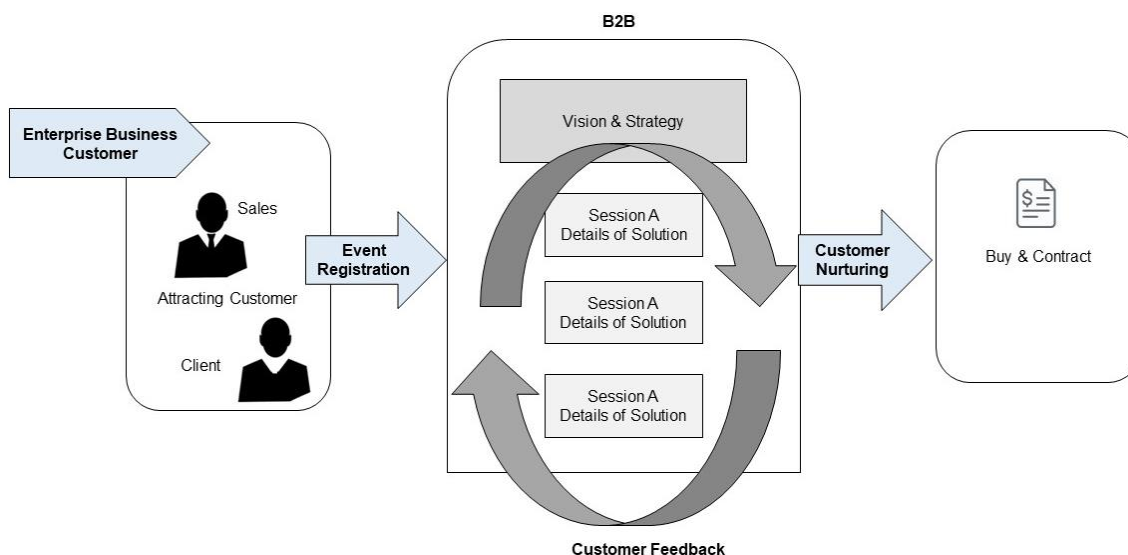 B2B
Enterprise Business
Customer
Sales
Attracting Customer
Client
Event
Registration
Vision & Strategy
Session A
Details of Solution
Session A
Details of Solution
Session A
Details of Solution
Customer Feedback
Customer
Nurturing
$
Buy & Contract